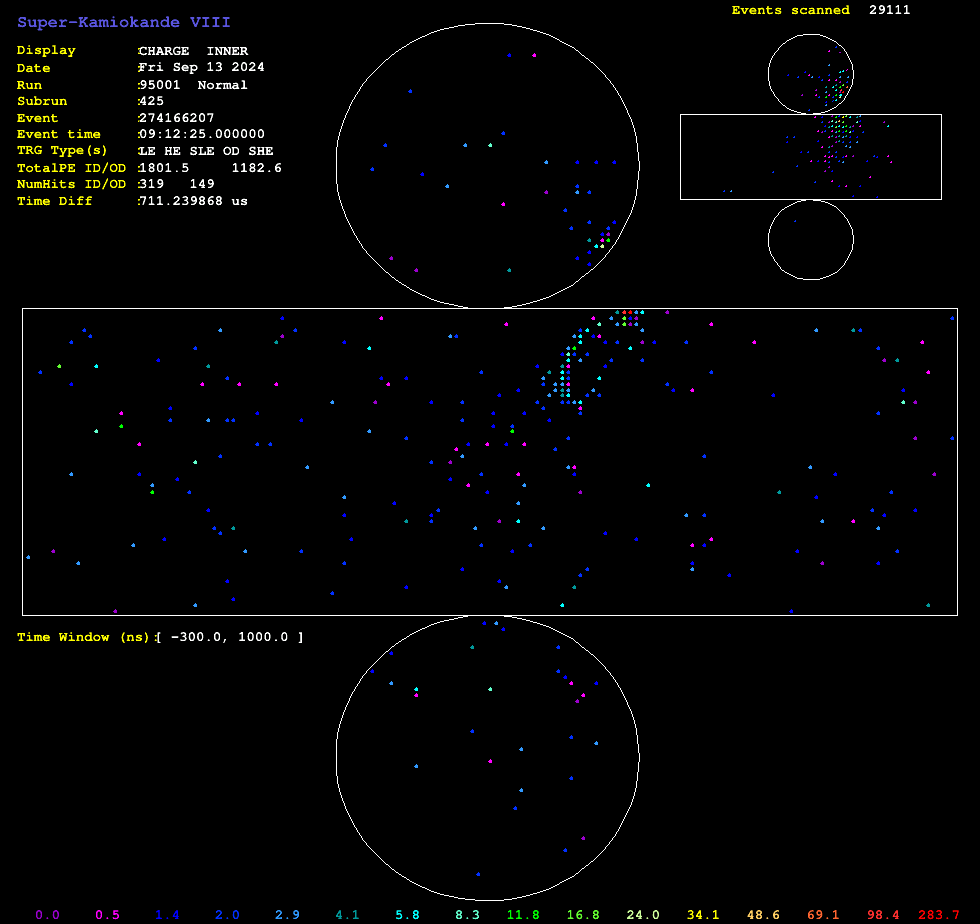 Super-Kamiokande VIII
Events scanned 29111
Display :CHARGE INNER
Date :Fri Sep 13 2024
Run :95001 Normal
Subrun :425
Event :274166207
Event time :09:12:25.000000
TRG Type(s) :LE HE SLE OD SHE
TotalPE ID/OD :1801.5 1182.6
NumHits ID/OD :319 149
Time Diff :711.239868 us
Time Window (ns):[ -300.0, 1000.0 ]
0.0 0.5 1.4 2.0 2.9 4.1 5.8 8.3 11.8 16.8 24.0 34.1 48.6 69.1 98.4 283.7